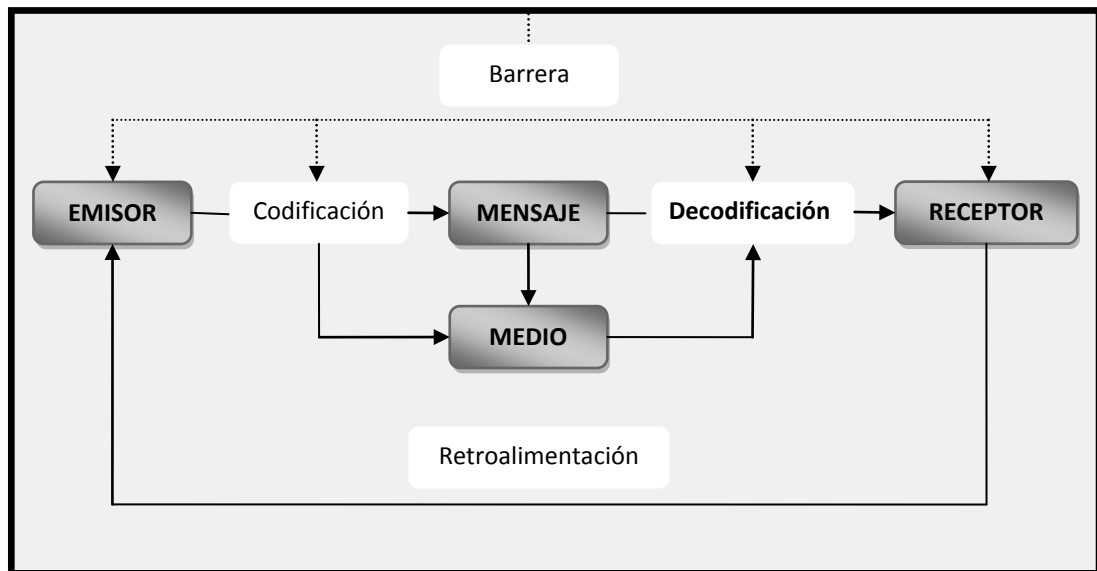 Barrera
EMISOR
Codificación
MENSAJE
Decodificación
RECEPTOR
MEDIO
Retroalimentación